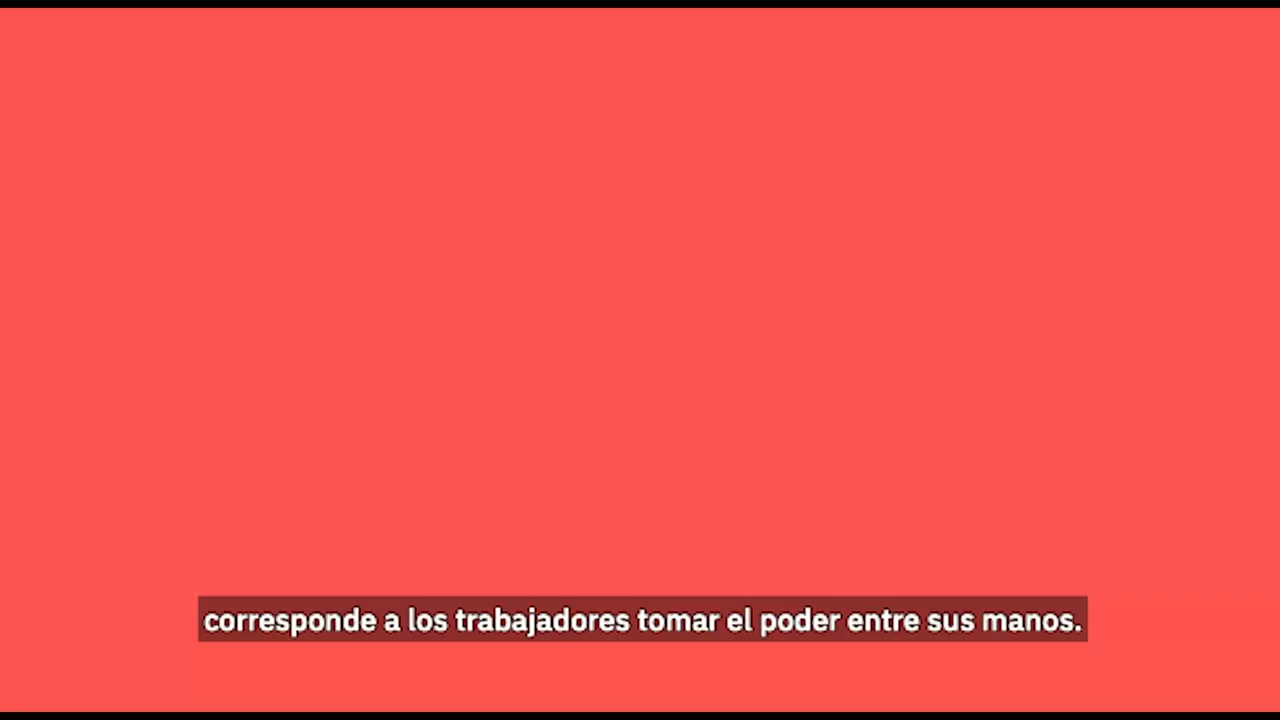 corresponde a los trabajadores tomar el poder entre sus manos.